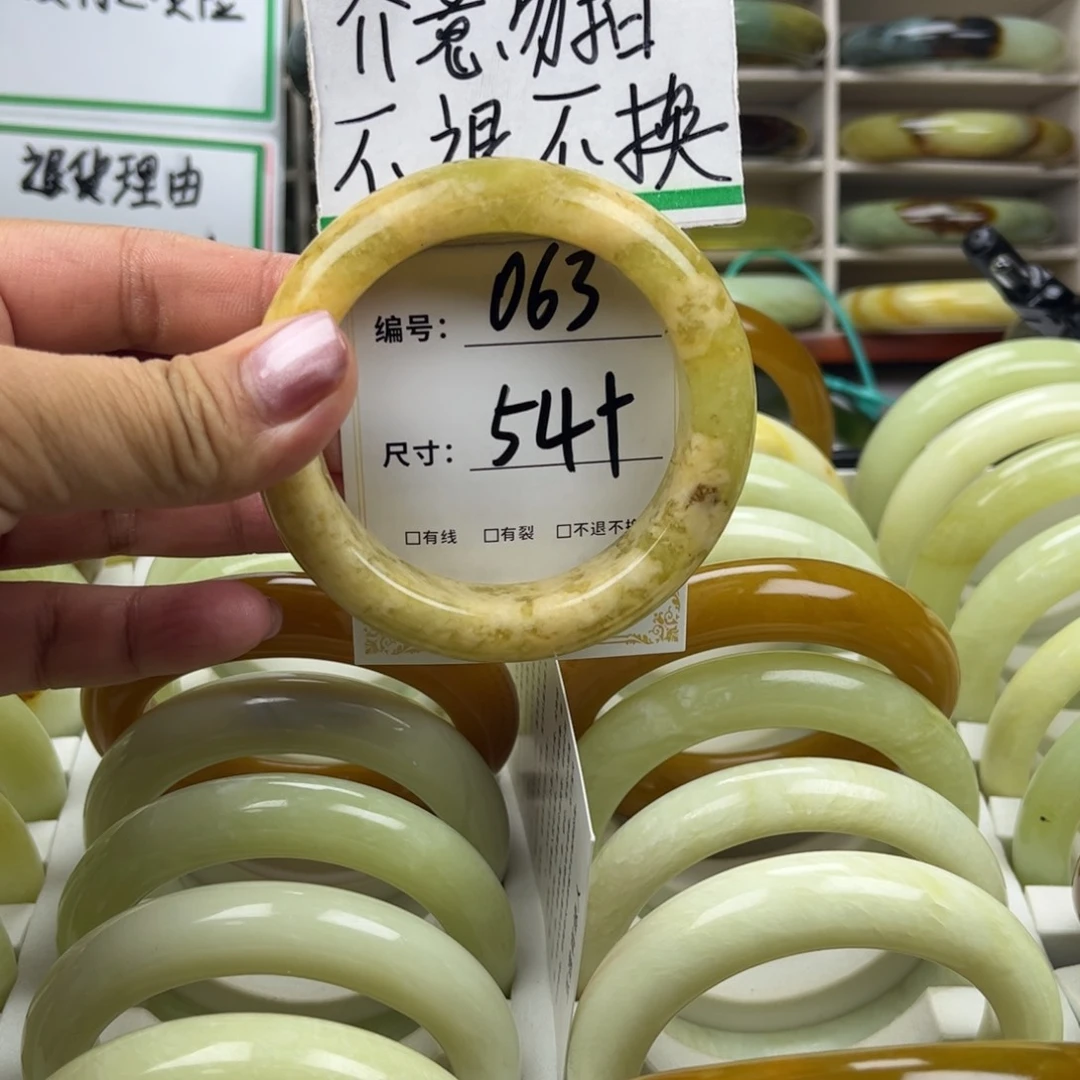 退货理由
介意勿拍
不退不换
编号: 063
尺寸: 54+
□有线 □有裂 □不退不